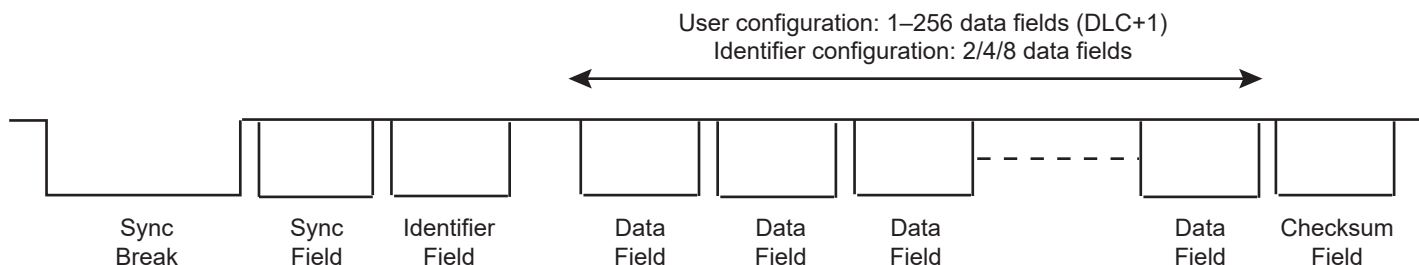 User configuration: 1–256 data fields (DLC+1)
Identifier configuration: 2/4/8 data fields
Sync
Break
Sync
Field
Identifier
Field
Data
Field
Data
Field
Data
Field
Data
Field
Checksum
Field